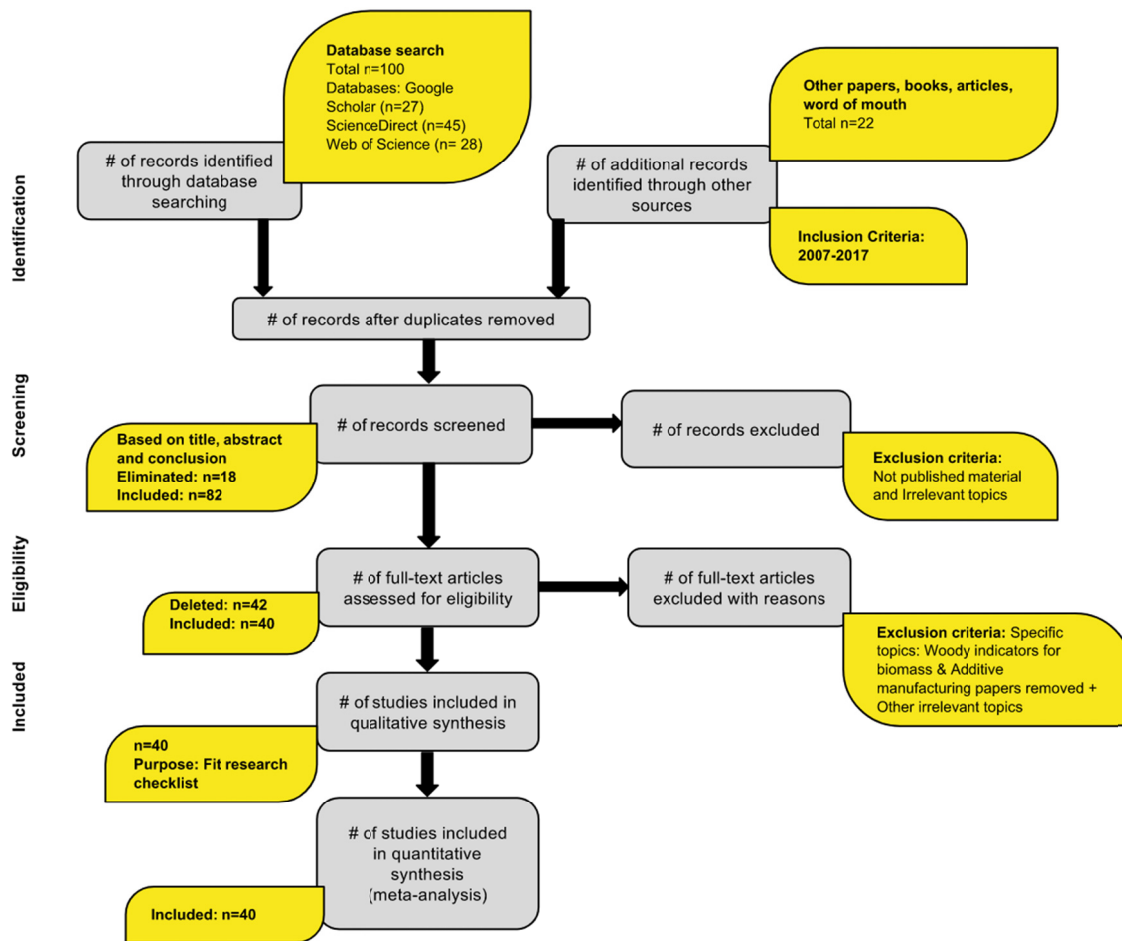 Database search
Total n=100
Databases: Google
Scholar (n=27)
ScienceDirect (n=45)
Web of Science (n= 28)
Other papers, books, articles,
word of mouth
Total n=22
Identification
# of records identified
through database
searching
# of additional records
identified through other
sources
Inclusion Criteria:
2007-2017
# of records after duplicates removed
Screening
# of records screened
# of records excluded
Based on title, abstract
and conclusion
Eliminated: n=18
Included: n=82
Exclusion criteria:
Not published material
and Irrelevant topics
Eligibility
# of full-text articles
assessed for eligibility
# of full-text articles
excluded with reasons
Deleted: n=42
Included: n=40
Exclusion criteria: Specific
topics: Woody indicators for
biomass & Additive
manufacturing papers removed +
Other irrelevant topics
Included
# of studies included in
qualitative synthesis
n=40
Purpose: Fit research
checklist
# of studies included
in quantitative
synthesis
(meta-analysis)
Included: n=40